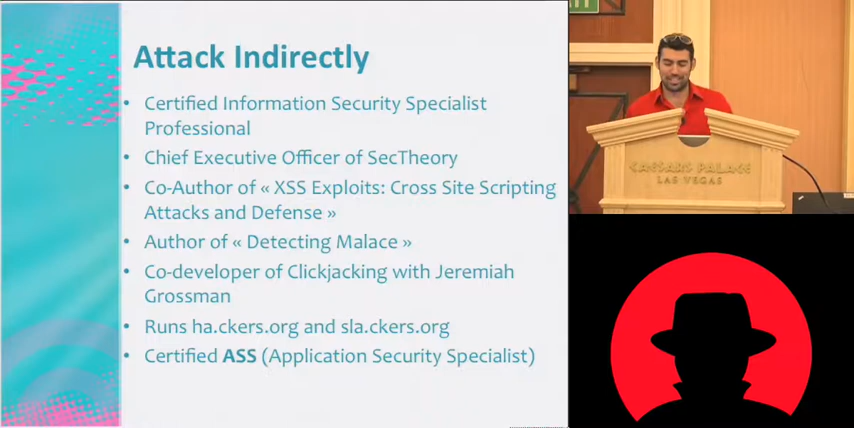 Attack Indirectly
• Certified Information Security Specialist
Professional
• Chief Executive Officer of SecTheory
• Co-Author of « XSS Exploits: Cross Site Scripting
Attacks and Defense »
• Author of « Detecting Malace »
• Co-developer of Clickjacking with Jeremiah
Grossman
• Runs ha.ckers.org and sla.ckers.org
• Certified ASS (Application Security Specialist)
CAESARS PALACE
LAS VEGAS